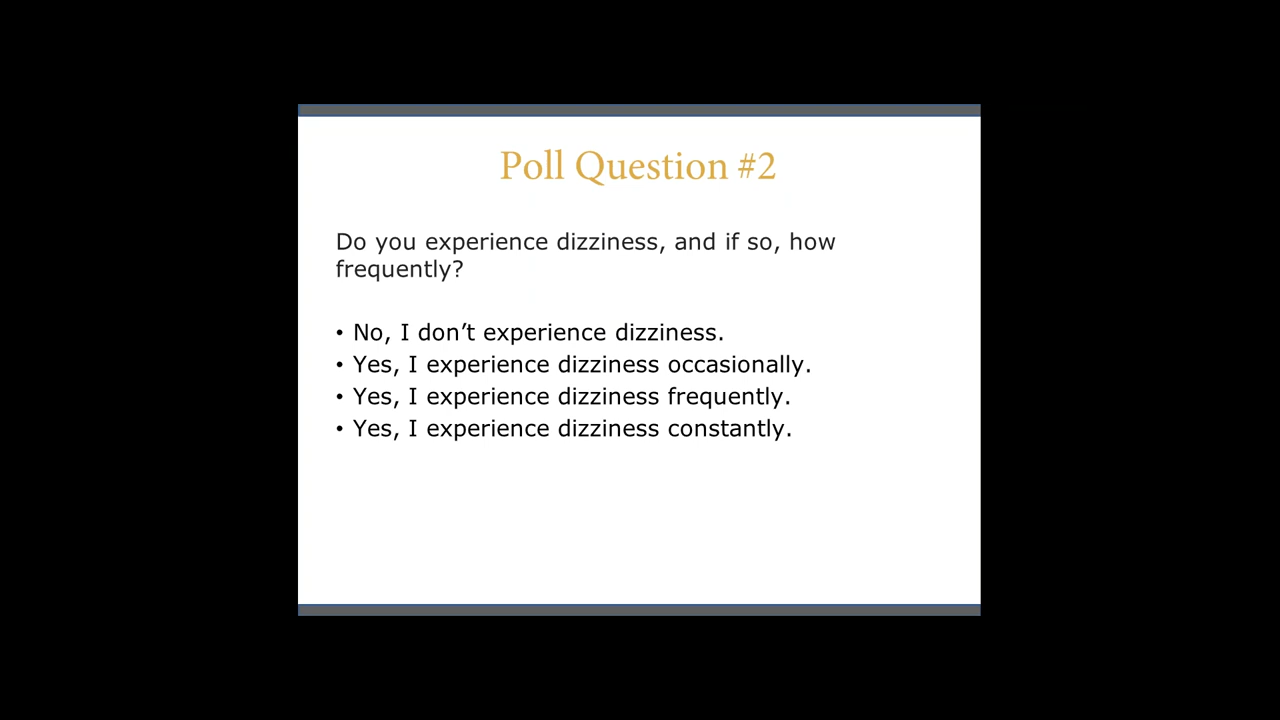 Poll Question #2
Do you experience dizziness, and if so, how
frequently?
• No, I don’t experience dizziness.
• Yes, I experience dizziness occasionally.
• Yes, I experience dizziness frequently.
• Yes, I experience dizziness constantly.